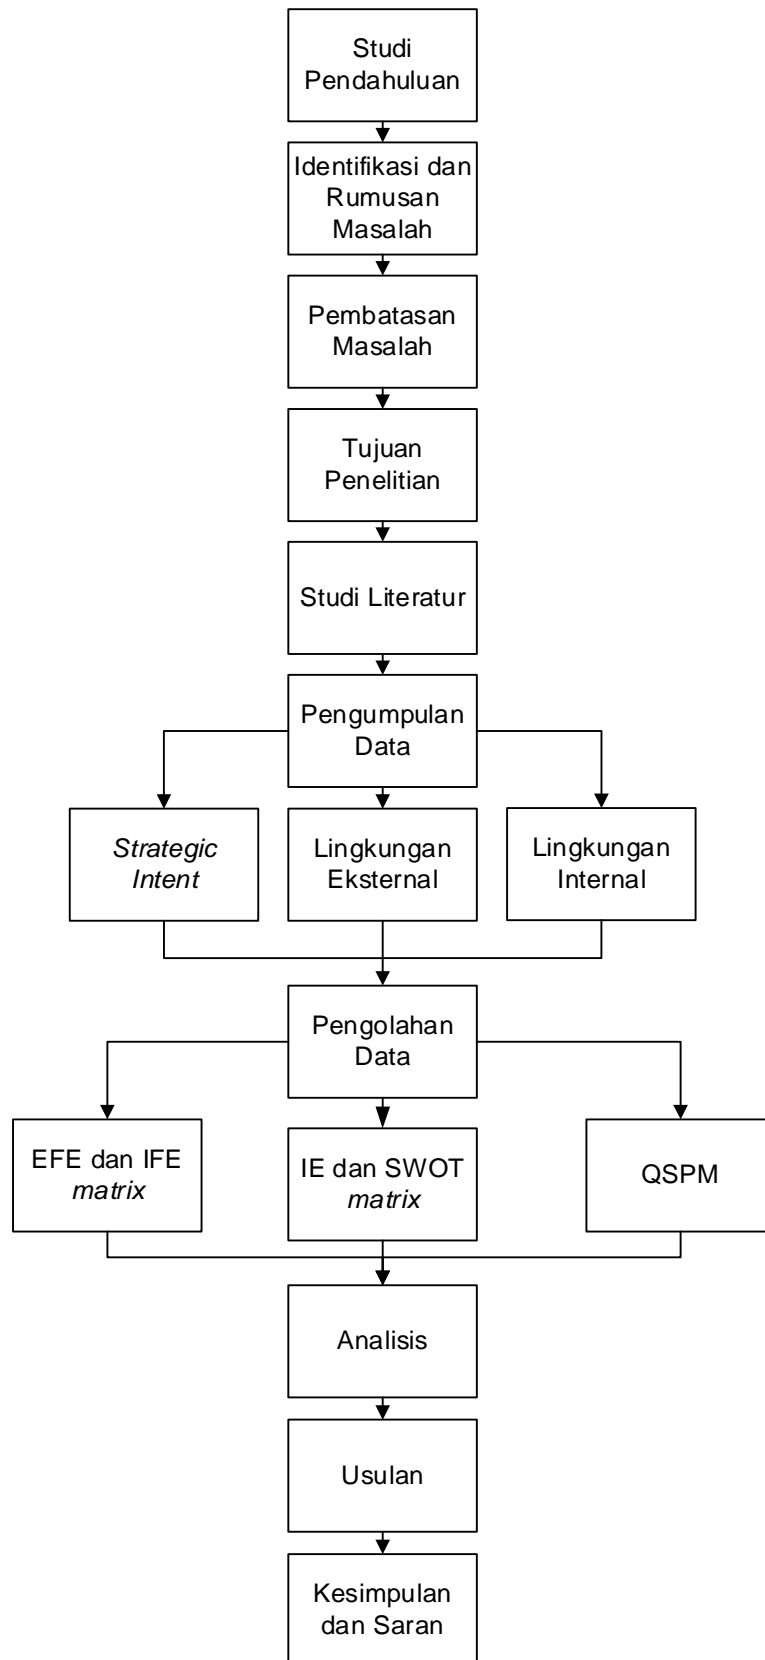 Studi
Pendahuluan
Identifikasi dan
Rumusan
Masalah
Pembatasan
Masalah
Tujuan
Penelitian
Studi Literatur
Pengumpulan
Data
Strategic
Intent
Lingkungan
Eksternal
Lingkungan
Internal
Pengolahan
Data
EFE dan IFE
matrix
IE dan SWOT
matrix
QSPM
Analisis
Usulan
Kesimpulan
dan Saran